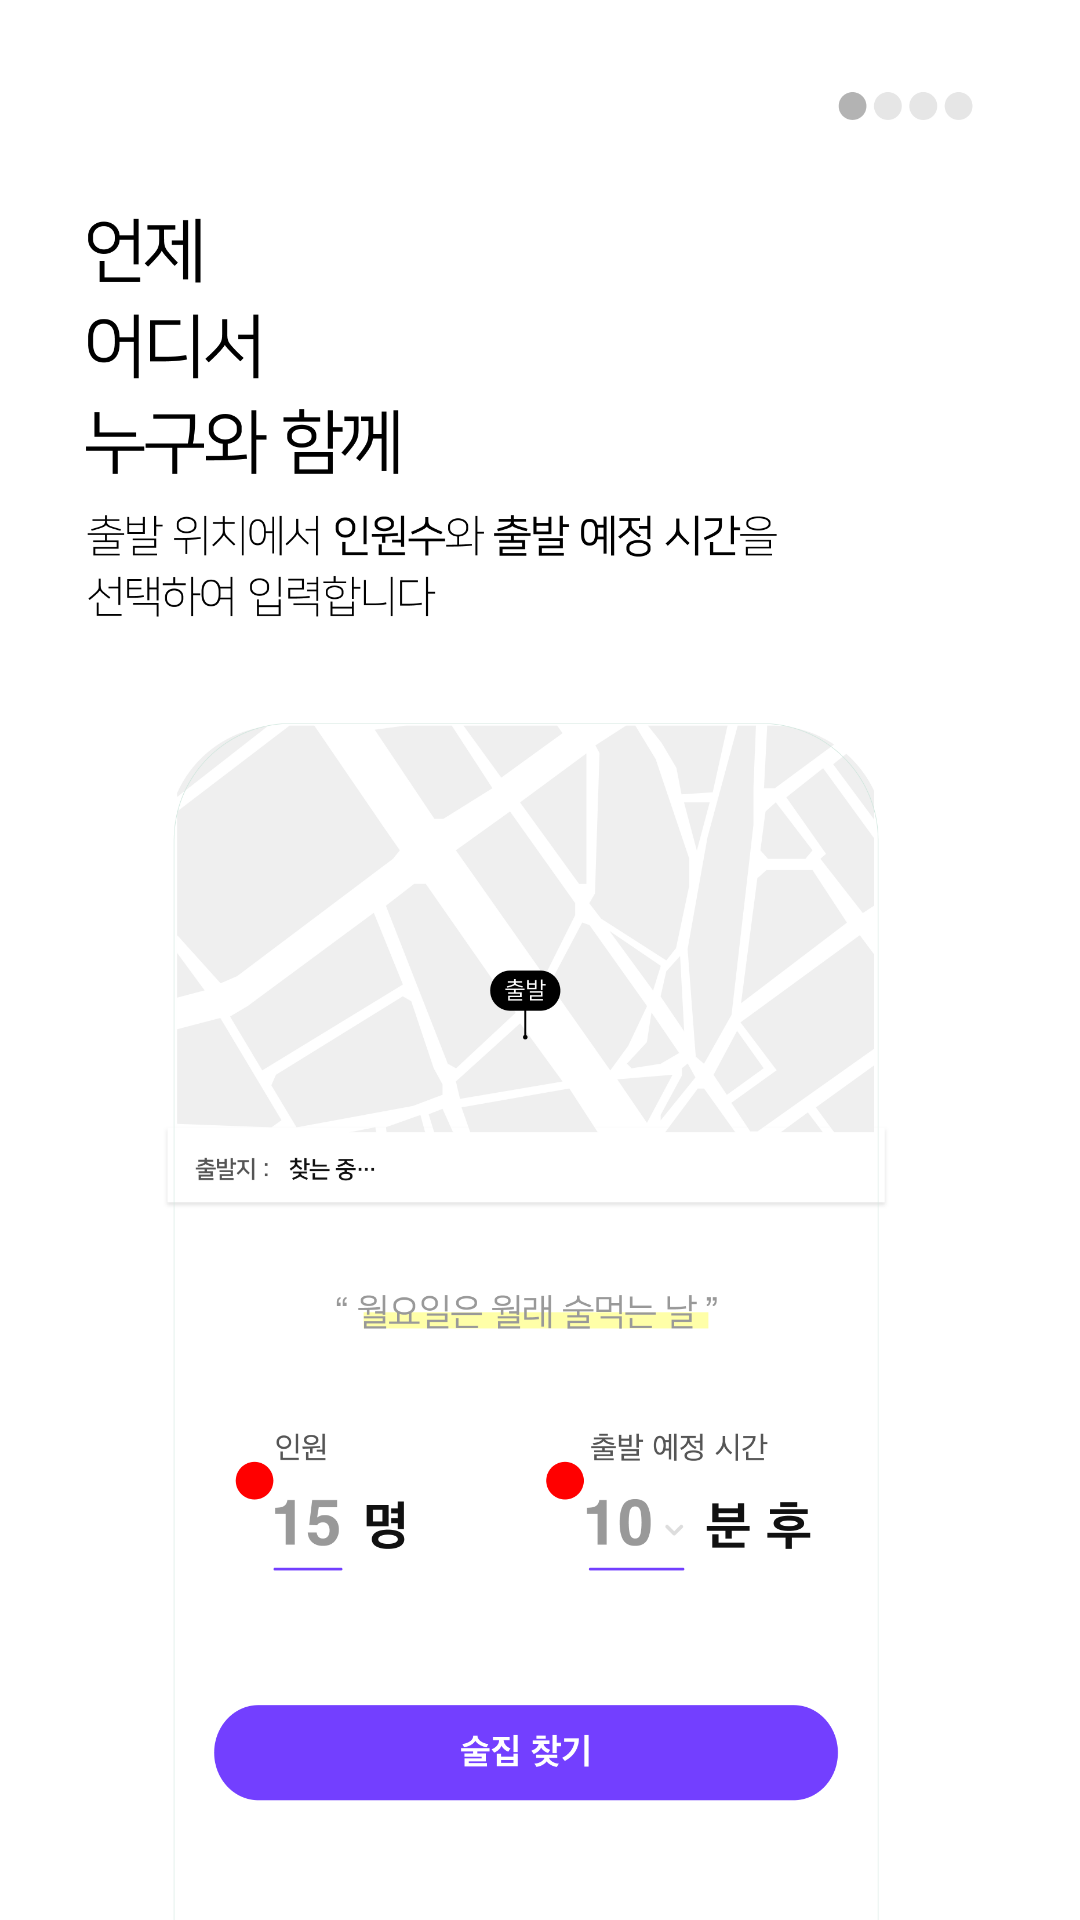 언제
어디서
누구와 함께
출발 위치에서 인원수와 출발 예정 시간을
선택하여 입력합니다
출발
출발지 : 찾는 중···
“ 월요일은 월래 술먹는 날 ”
인원 출발 예정 시간
15 명 10 분 후
술집 찾기